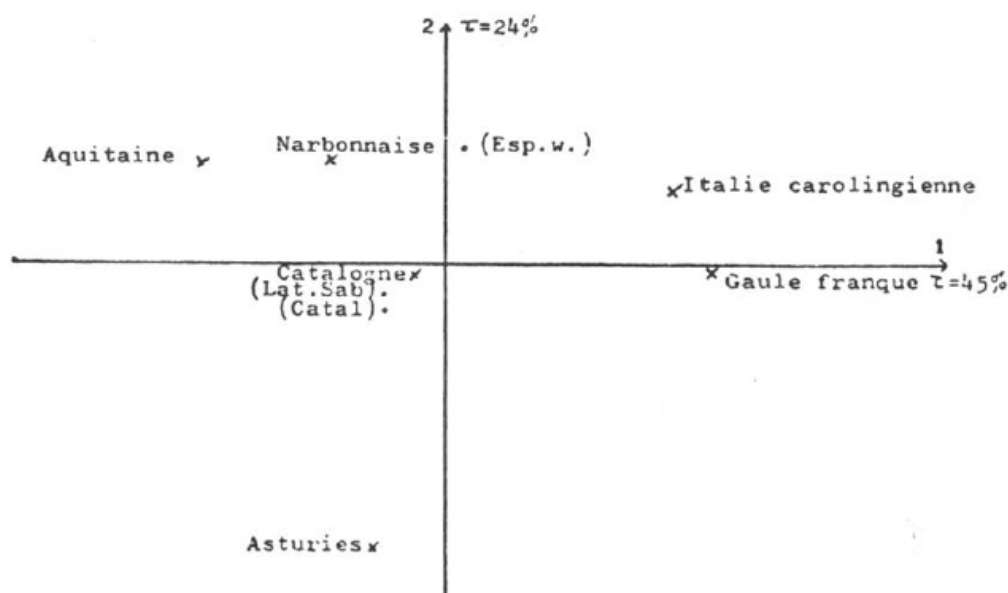 2 τ=24%
Narbonnaise (Esp.w.)
Aquitaine
Italie carolingienne
1
Catalogne
Gaule franque τ=45%
(Lat.Sab).
(Catal).
Asturies